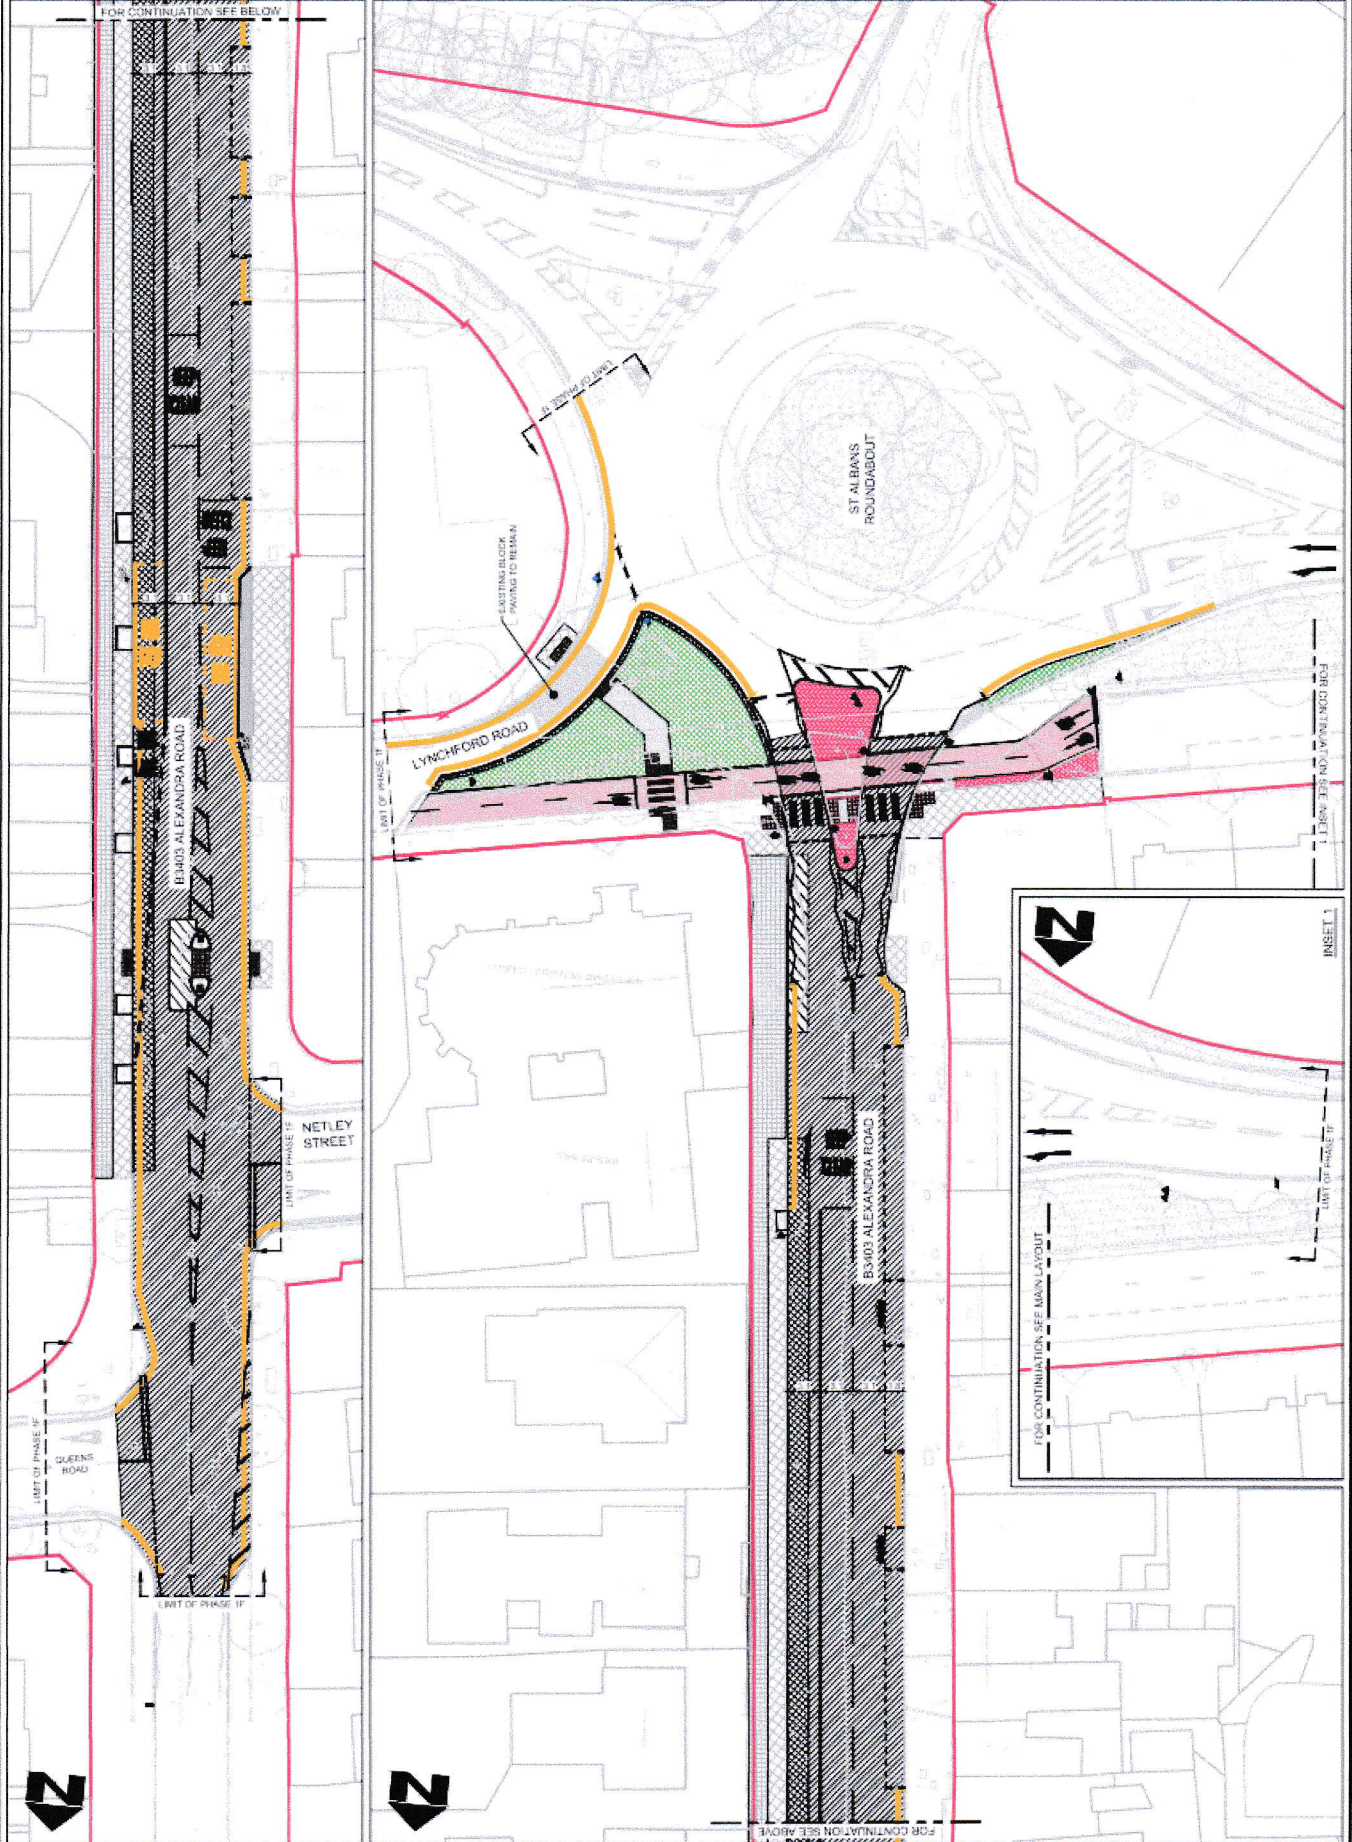 FOR CONTINUATION SEE BELOW
B3403 ALEXANDRA ROAD
NETLEY
STREET
LIMIT OF PHASE 1F
LIMIT OF PHASE 1F
QUEENS
ROAD
LIMIT OF PHASE 1F
N
LIMIT OF PHASE 1F
EXISTING BLOCK
PAVING TO REMAIN
ST ALBANS
ROUNDABOUT
LYNCHFORD ROAD
LIMIT OF PHASE 1F
FOR CONTINUATION SEE INSET 1
B3403 ALEXANDRA ROAD
N
FOR CONTINUATION SEE ABOVE
N
INSET 1
FOR CONTINUATION SEE MAIN LAYOUT
LIMIT OF PHASE 1F